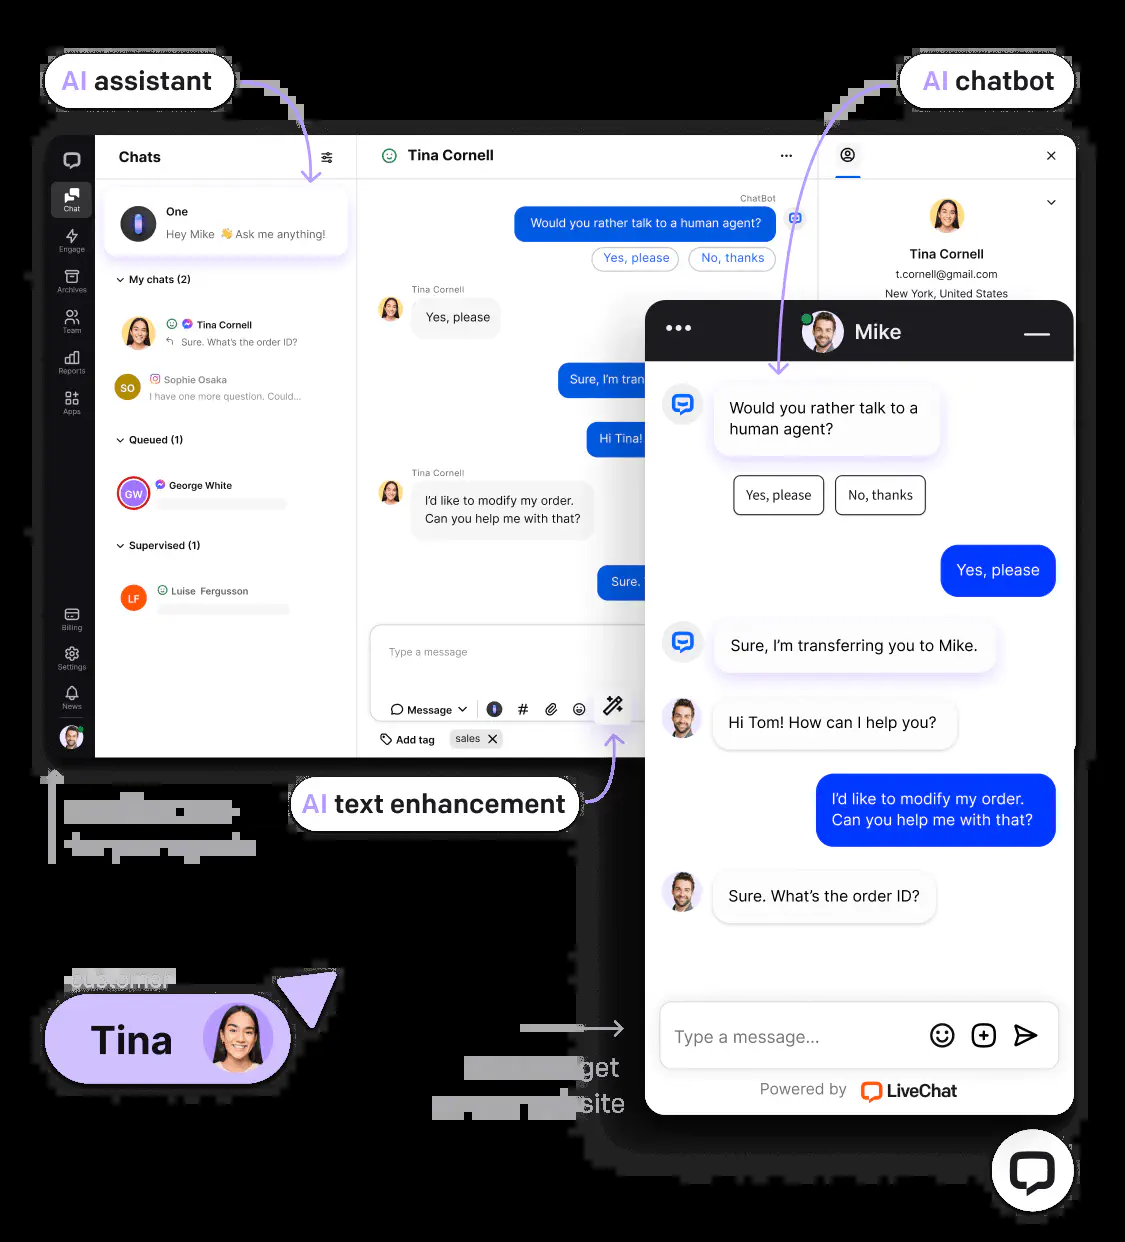 AI assistant
AI chatbot
Chat
Engage
Archives
Team
Reports
Apps
Billing
Settings
News
Chats
One
Hey Mike 👋 Ask me anything!
My chats (2)
Tina Cornell
Sure. What's the order ID?
SO
Sophie Osaka
I have one more question. Could...
Queued (1)
GW
George White
Supervised (1)
LF
Luise Fergusson
Tina Cornell
ChatBot
Would you rather talk to a human agent?
Yes, please
No, thanks
Tina Cornell
Yes, please
Sure, I'm tran
Hi Tina!
Tina Cornell
I'd like to modify my order.
Can you help me with that?
Sure.
Type a message
Message
#
Add tag
sales
Tina Cornell
t.cornell@gmail.com
New York, United States
Mike
Would you rather talk to a
human agent?
Yes, please
No, thanks
Yes, please
Sure, I'm transferring you to Mike.
Hi Tom! How can I help you?
I'd like to modify my order.
Can you help me with that?
Sure. What's the order ID?
Type a message...
Powered by LiveChat
AI text enhancement
customer
Tina
get
site